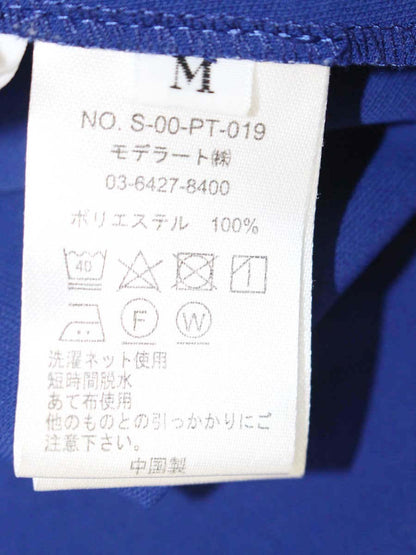 M
NO. S-00-PT-019
モデラート㈱
03-6427-8400
ポリエステル 100%
40
F W
洗濯ネット使用
短時間脱水
あて布使用
他のものとの引っかかりにご
注意下さい。
中国製